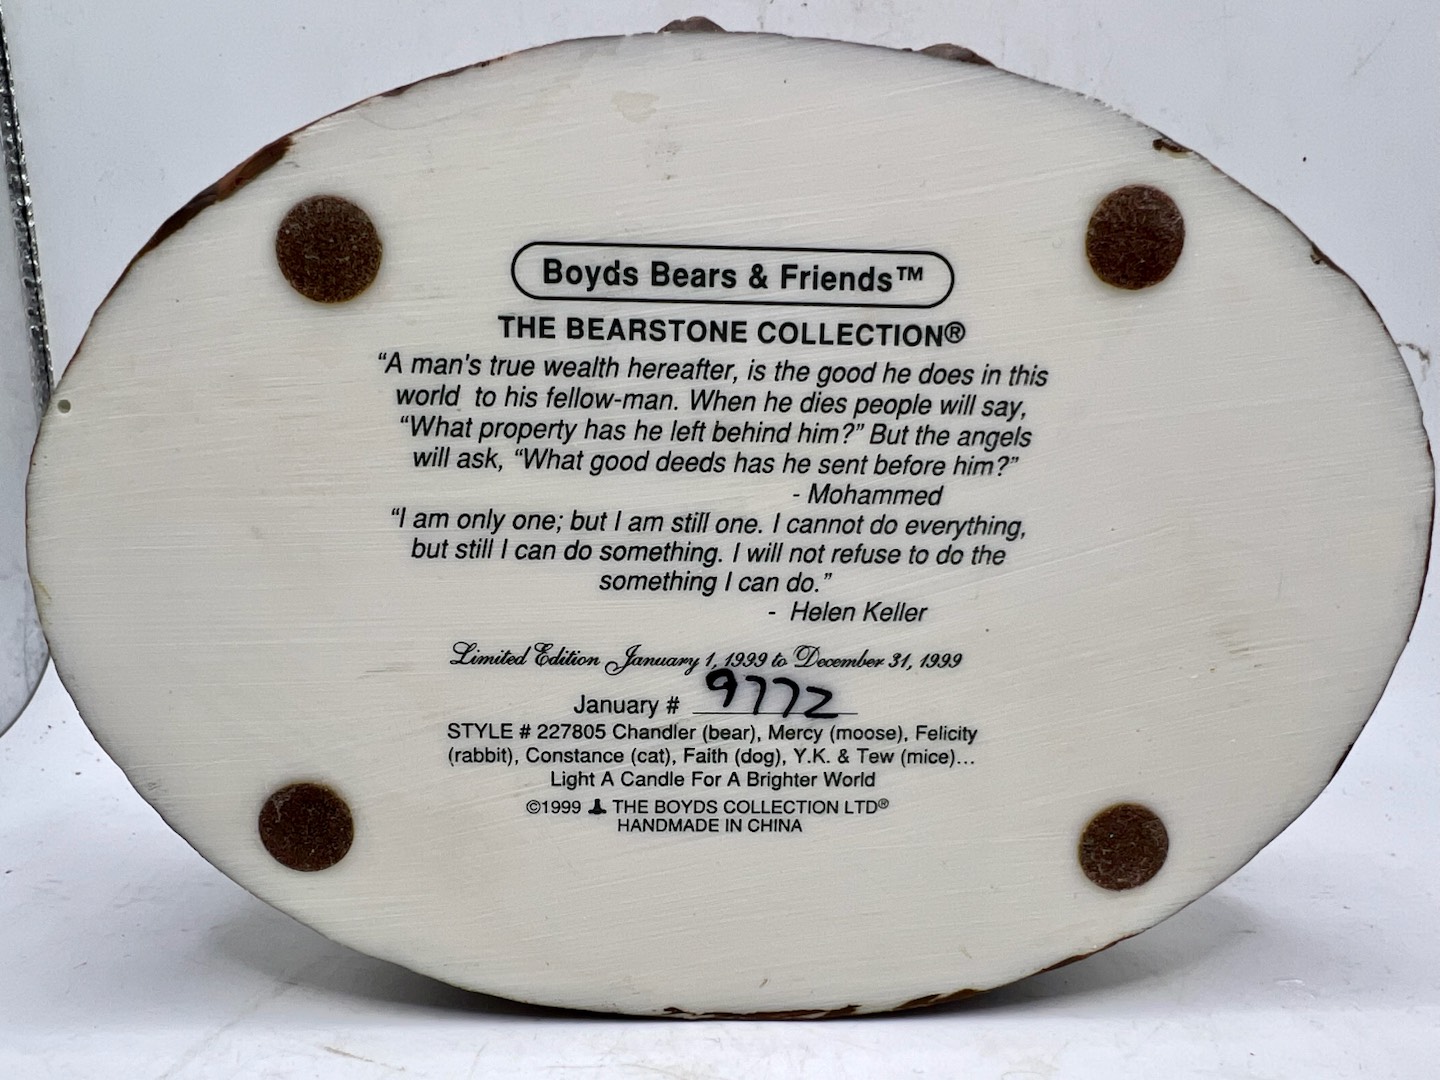 Boyds Bears & Friends™
THE BEARSTONE COLLECTION®
“A man's true wealth hereafter, is the good he does in this
world to his fellow-man. When he dies people will say,
“What property has he left behind him?” But the angels
will ask, “What good deeds has he sent before him?”
- Mohammed
“I am only one; but I am still one. I cannot do everything,
but still I can do something. I will not refuse to do the
something I can do.”
- Helen Keller
Limited Edition January 1, 1999 to December 31, 1999
January # 9772
STYLE # 227805 Chandler (bear), Mercy (moose), Felicity
(rabbit), Constance (cat), Faith (dog), Y.K. & Tew (mice)...
Light A Candle For A Brighter World
©1999 THE BOYDS COLLECTION LTD®
HANDMADE IN CHINA